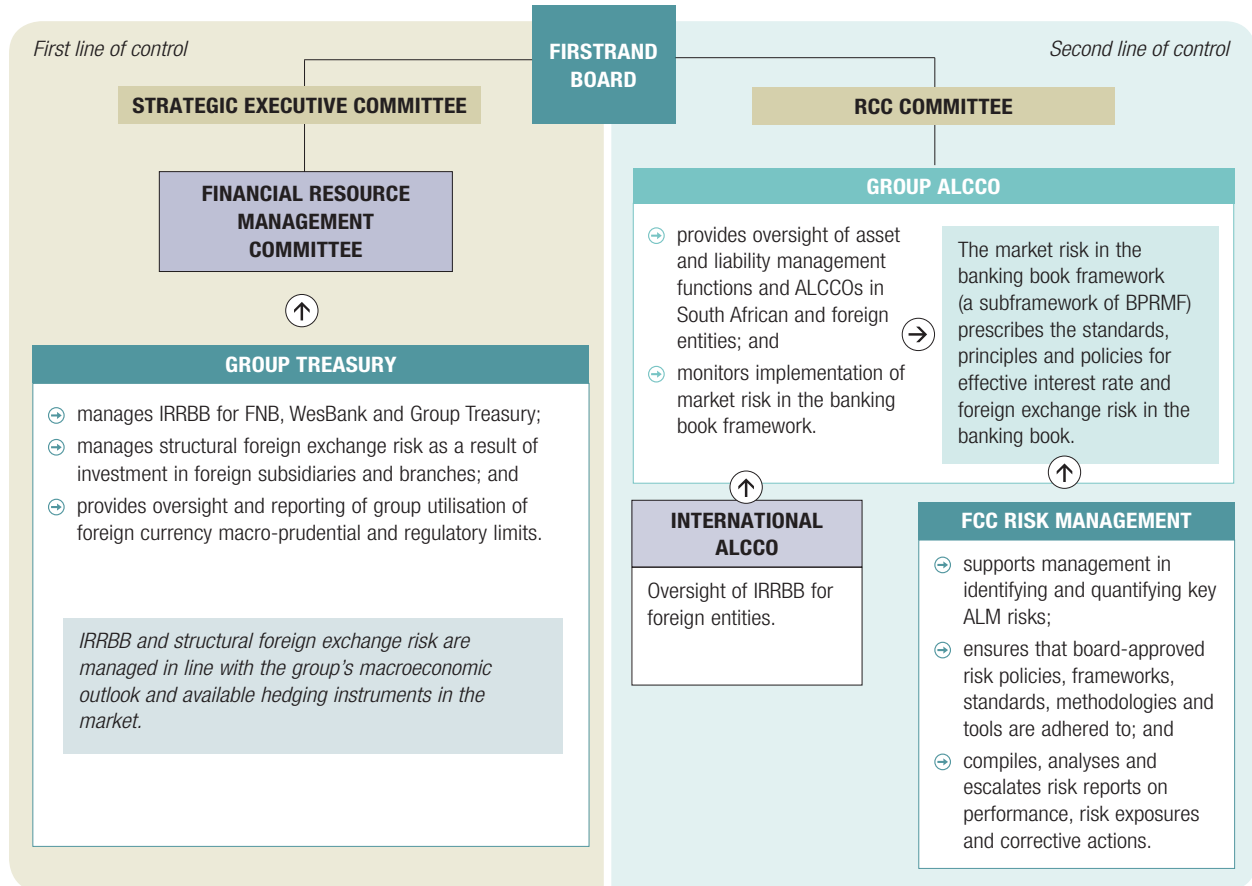 First line of control
FIRSTRAND
BOARD
Second line of control
STRATEGIC EXECUTIVE COMMITTEE
FINANCIAL RESOURCE
MANAGEMENT
COMMITTEE
GROUP TREASURY
manages IRRBB for FNB, WesBank and Group Treasury;
manages structural foreign exchange risk as a result of
investment in foreign subsidiaries and branches; and
provides oversight and reporting of group utilisation of
foreign currency macro-prudential and regulatory limits.
IRRBB and structural foreign exchange risk are
managed in line with the group's macroeconomic
outlook and available hedging instruments in the
market.
RCC COMMITTEE
GROUP ALCCO
provides oversight of asset
and liability management
functions and ALCCOs in
South African and foreign
entities; and
monitors implementation of
market risk in the banking
book framework.
The market risk in the
banking book framework
(a subframework of BPRMF)
prescribes the standards,
principles and policies for
effective interest rate and
foreign exchange risk in the
banking book.
INTERNATIONAL
ALCCO
Oversight of IRRBB for
foreign entities.
FCC RISK MANAGEMENT
supports management in
identifying and quantifying key
ALM risks;
ensures that board-approved
risk policies, frameworks,
standards, methodologies and
tools are adhered to; and
compiles, analyses and
escalates risk reports on
performance, risk exposures
and corrective actions.